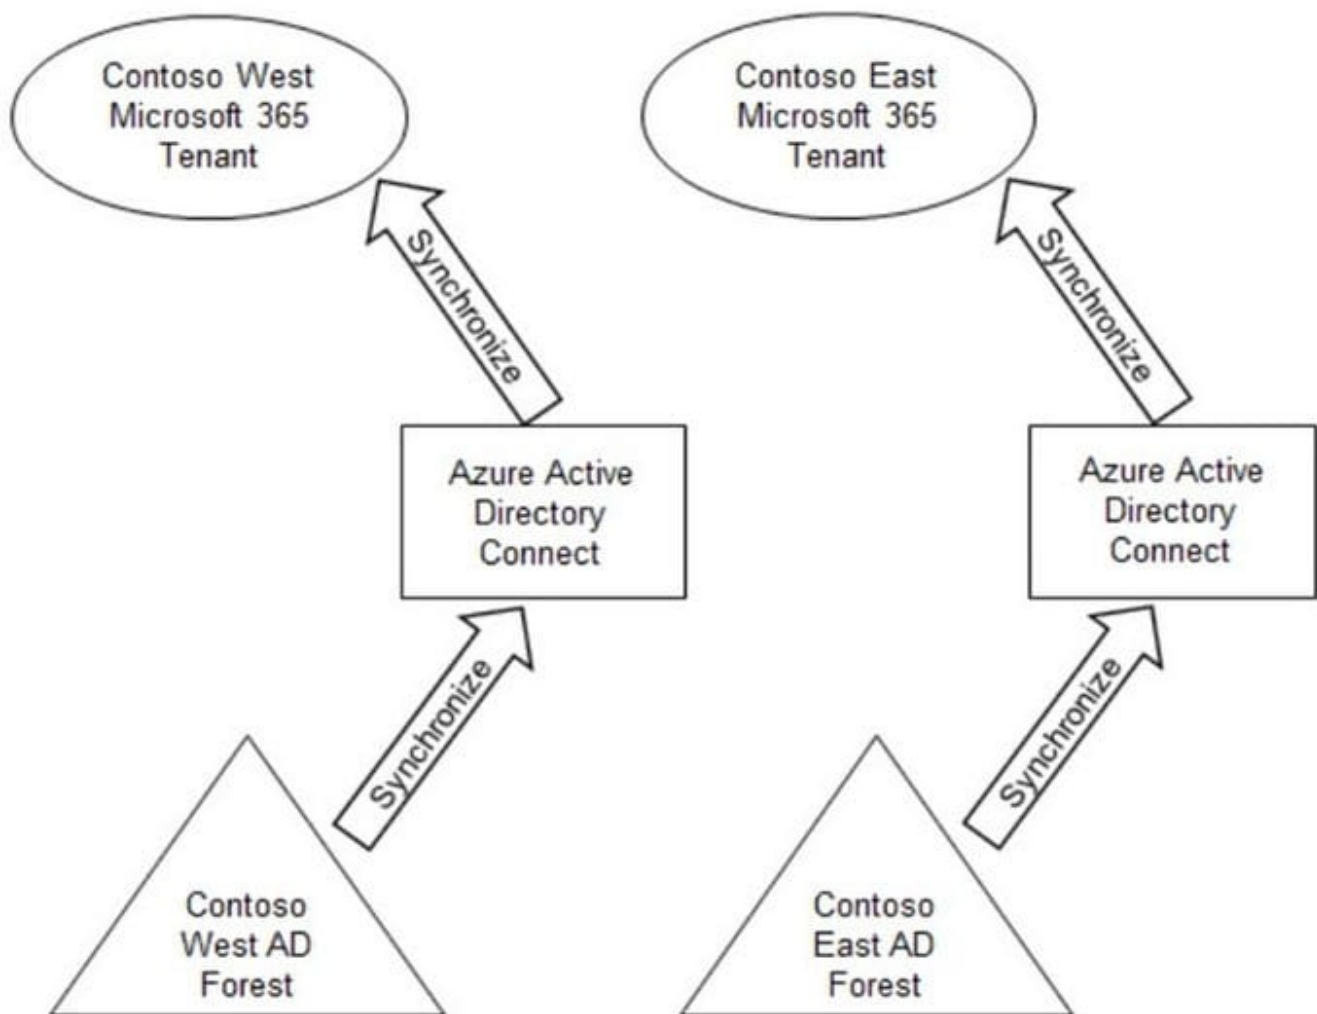 Contoso West
Microsoft 365
Tenant
Contoso East
Microsoft 365
Tenant
Synchronize
Synchronize
Azure Active
Directory
Connect
Azure Active
Directory
Connect
Synchronize
Synchronize
Contoso
West AD
Forest
Contoso
East AD
Forest